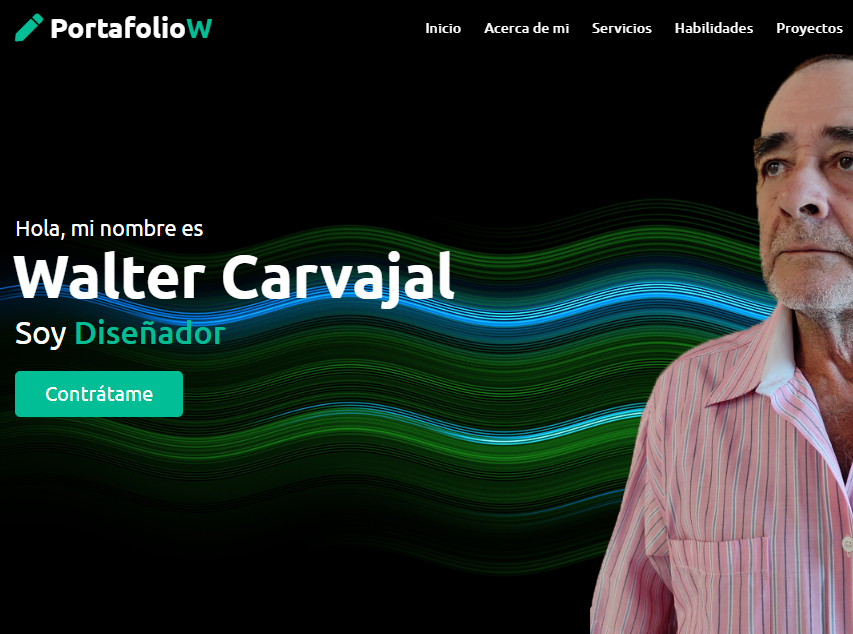 PortafolioW
Inicio Acerca de mi Servicios Habilidades Proyectos
Hola, mi nombre es
Walter Carvajal
Soy Diseñador
Contrátame